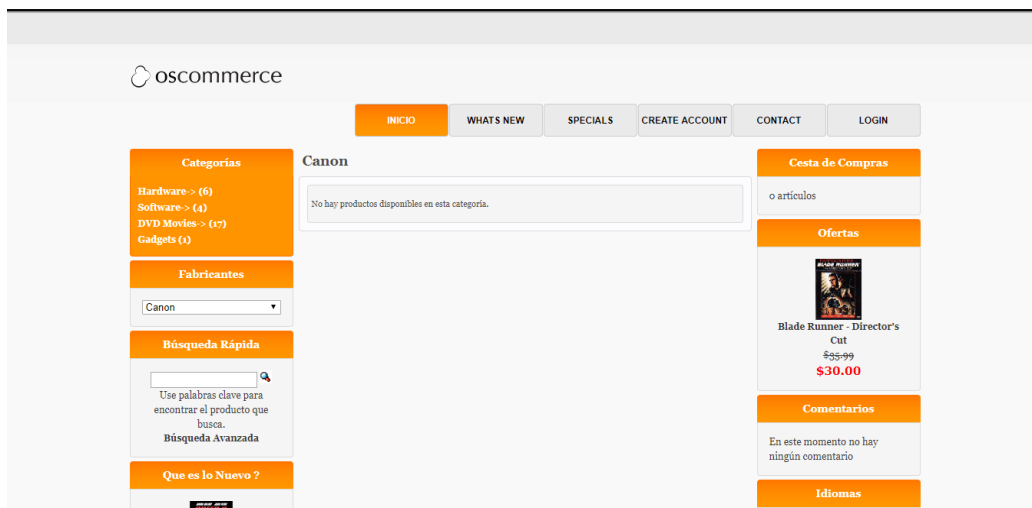 oscommerce
INICIO
WHATS NEW
SPECIALS
CREATE ACCOUNT
CONTACT
LOGIN
Categorías
Hardware-> (6)
Software-> (4)
DVD Movies-> (17)
Gadgets (1)
Fabricantes
Canon
Búsqueda Rápida
Use palabras clave para
encontrar el producto que
busca.
Búsqueda Avanzada
Que es lo Nuevo ?
Canon
No hay productos disponibles en esta categoría.
Cesta de Compras
0 artículos
Ofertas
BLADE RUNNER
Blade Runner - Director's
Cut
$35.99
$30.00
Comentarios
En este momento no hay
ningún comentario
Idiomas